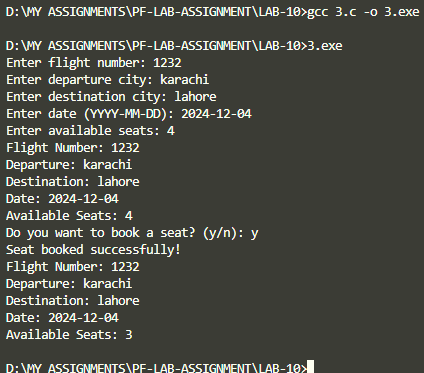 D:\MY ASSIGNMENTS\PF-LAB-ASSIGNMENT\LAB-10>gcc 3.c -o 3.exe
D:\MY ASSIGNMENTS\PF-LAB-ASSIGNMENT\LAB-10>3.exe
Enter flight number: 1232
Enter departure city: karachi
Enter destination city: lahore
Enter date (YYYY-MM-DD): 2024-12-04
Enter available seats: 4
Flight Number: 1232
Departure: karachi
Destination: lahore
Date: 2024-12-04
Available Seats: 4
Do you want to book a seat? (y/n): y
Seat booked successfully!
Flight Number: 1232
Departure: karachi
Destination: lahore
Date: 2024-12-04
Available Seats: 3
D:\MY ASSIGNMENTS\PF-LAB-ASSIGNMENT\LAB-10>